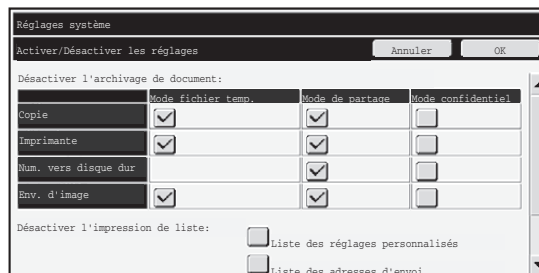 Réglages système
Activer/Désactiver les réglages Annuler OK
Désactiver l'archivage de document:
Mode fichier temp. Mode de partage Mode confidentiel
Copie
Imprimante
Num. vers disque dur
Env. d'image
Désactiver l'impression de liste:
Liste des réglages personnalisés
Liste des adresses d'envoi